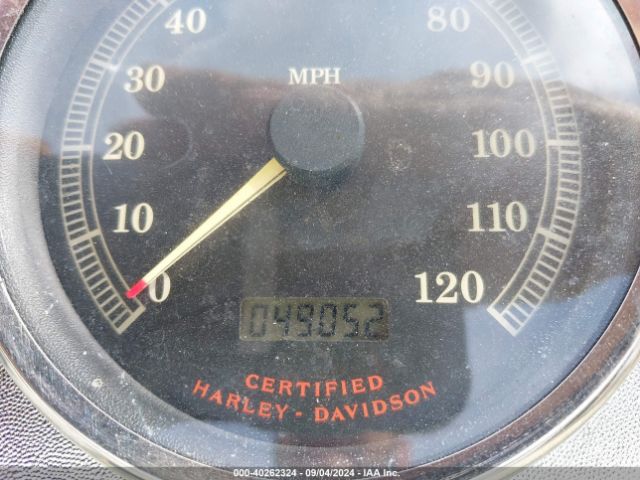 40 80
30 MPH 90
20 100
10 110
0 120
049052
CERTIFIED
HARLEY - DAVIDSON
000-40262324 - 09/04/2024 - IAA Inc.